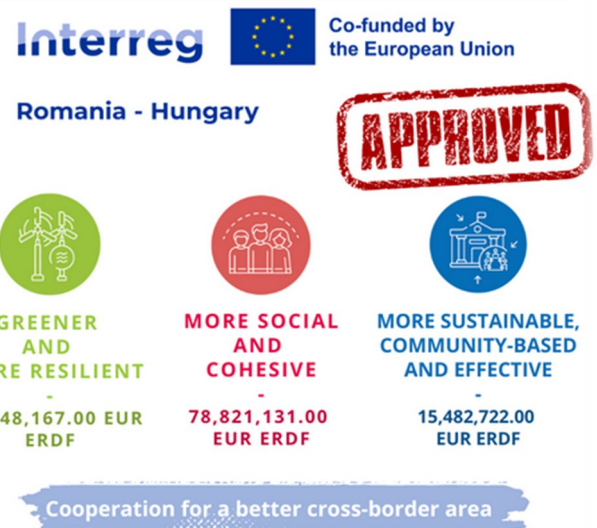 Interreg
Co-funded by
the European Union
Romania - Hungary
APPROVED
GREENER
AND
RE RESILIENT
-
48,167.00 EUR
ERDF
MORE SOCIAL
AND
COHESIVE
-
78,821,131.00
EUR ERDF
MORE SUSTAINABLE,
COMMUNITY-BASED
AND EFFECTIVE
-
15,482,722.00
EUR ERDF
Cooperation for a better cross-border area